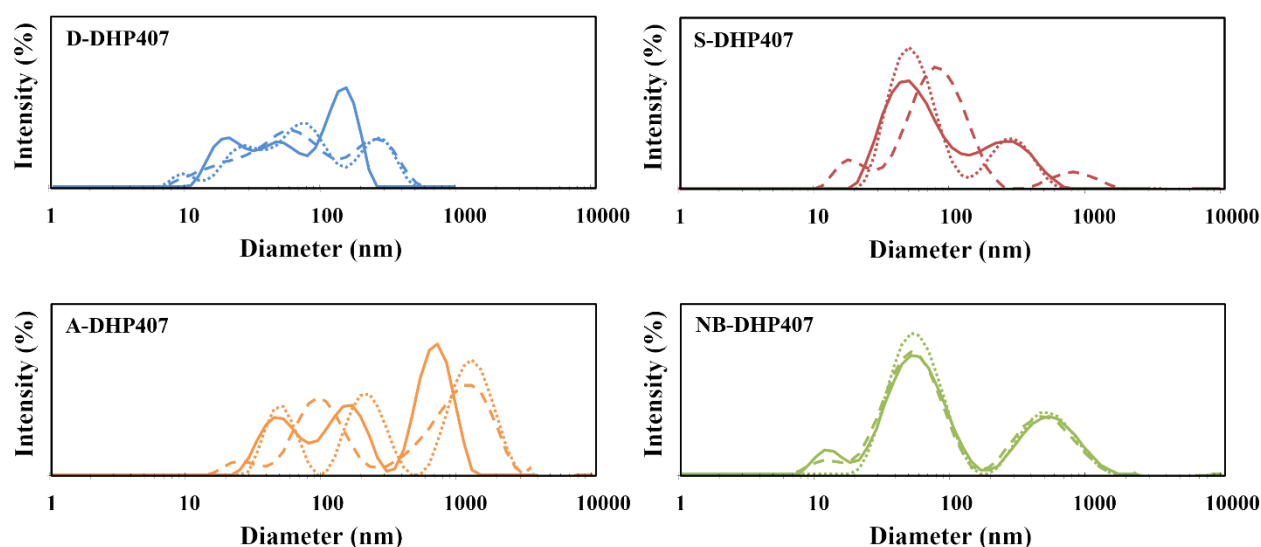 D-DHP407
Intensity (%)
1 10 100 1000 10000
Diameter (nm)
S-DHP407
Intensity (%)
1 10 100 1000 10000
Diameter (nm)
A-DHP407
Intensity (%)
1 10 100 1000 10000
Diameter (nm)
NB-DHP407
Intensity (%)
1 10 100 1000 10000
Diameter (nm)